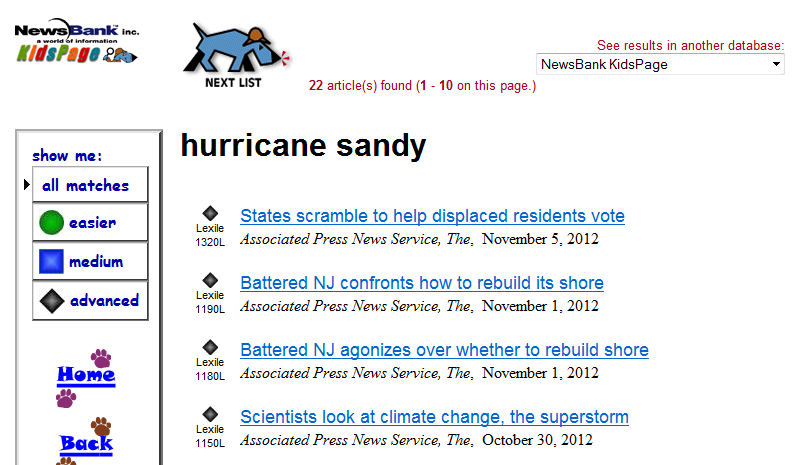 NewsBank™ inc.
a world of information
KidsPage
NEXT LIST
22 article(s) found (1 - 10 on this page.)
See results in another database:
NewsBank KidsPage
show me:
all matches
easier
medium
advanced
Home
Back
hurricane sandy
Lexile
1320L
States scramble to help displaced residents vote
Associated Press News Service, The, November 5, 2012
Lexile
1190L
Battered NJ confronts how to rebuild its shore
Associated Press News Service, The, November 1, 2012
Lexile
1180L
Battered NJ agonizes over whether to rebuild shore
Associated Press News Service, The, November 1, 2012
Lexile
1150L
Scientists look at climate change, the superstorm
Associated Press News Service, The, October 30, 2012